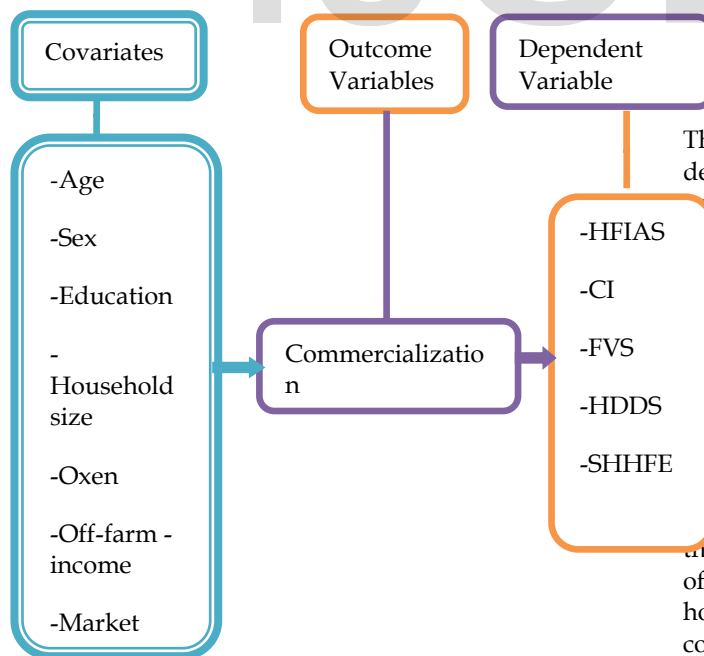 Covariates
Outcome
Variables
Dependent
Variable
-Age
-Sex
-Education
-
Household
size
-Oxen
-Off-farm -
income
-Market
Commercializatio
n
-HFIAS
-CI
-FVS
-HDDS
-SHHFE
of